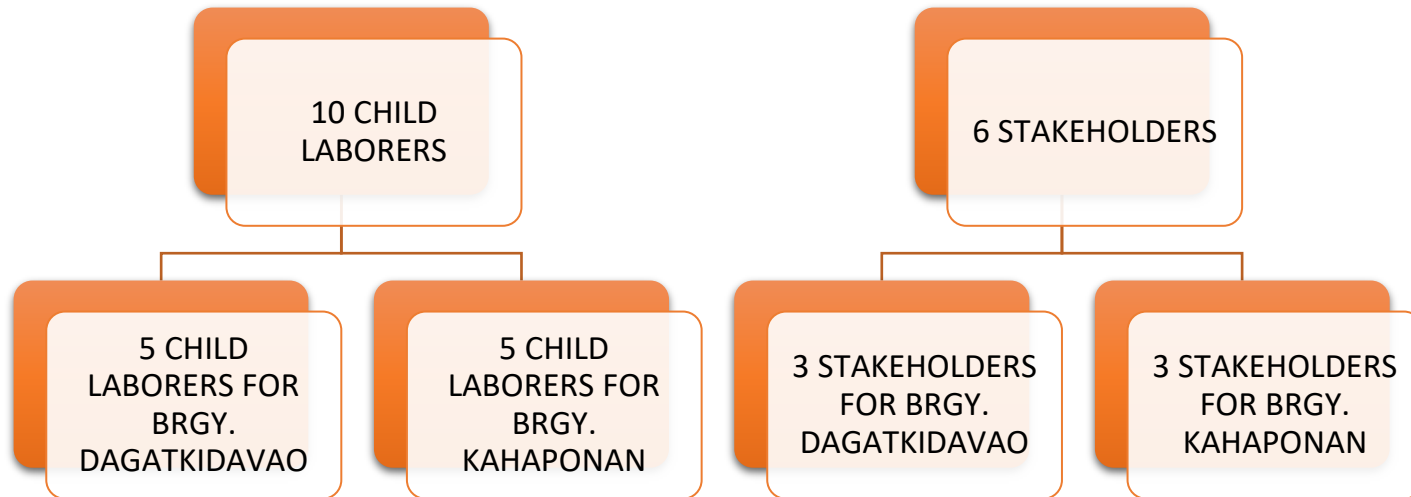 10 CHILD
LABORERS
6 STAKEHOLDERS
5 CHILD
LABORERS FOR
BRGY.
DAGATKIDAVAO
5 CHILD
LABORERS FOR
BRGY.
KAHAPONAN
3 STAKEHOLDERS
FOR BRGY.
DAGATKIDAVAO
3 STAKEHOLDERS
FOR BRGY.
KAHAPONAN